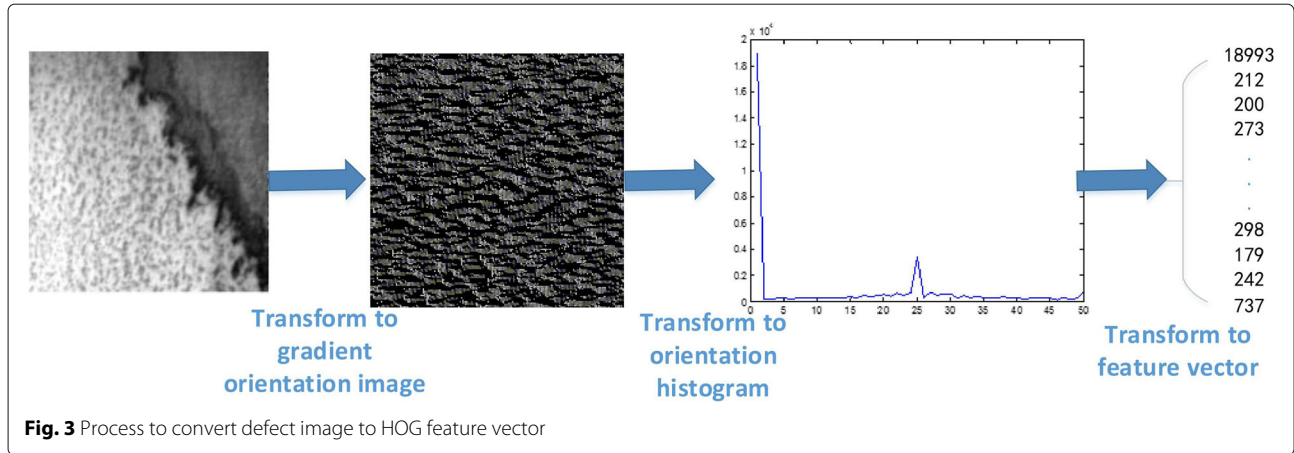 2 x 10⁴
1.8
1.6
1.4
1.2
1
0.8
0.6
0.4
0.2
0
0 5 10 15 20 25 30 35 40 45 50
18993
212
200
273
.
.
.
298
179
242
737
Transform to
gradient
orientation image
Transform to
orientation
histogram
Transform to
feature vector
Fig. 3 Process to convert defect image to HOG feature vector